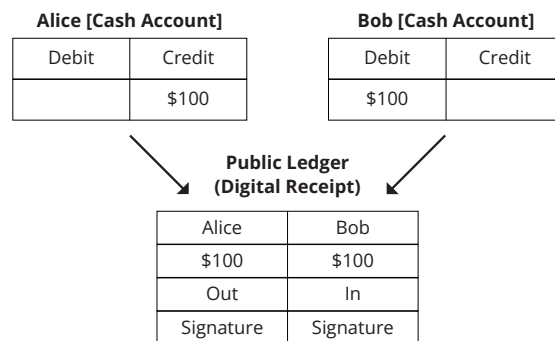 Alice [Cash Account]
Bob [Cash Account]
Debit Credit
Debit Credit
$100
$100
Public Ledger
(Digital Receipt)
Alice Bob
$100 $100
Out In
Signature Signature